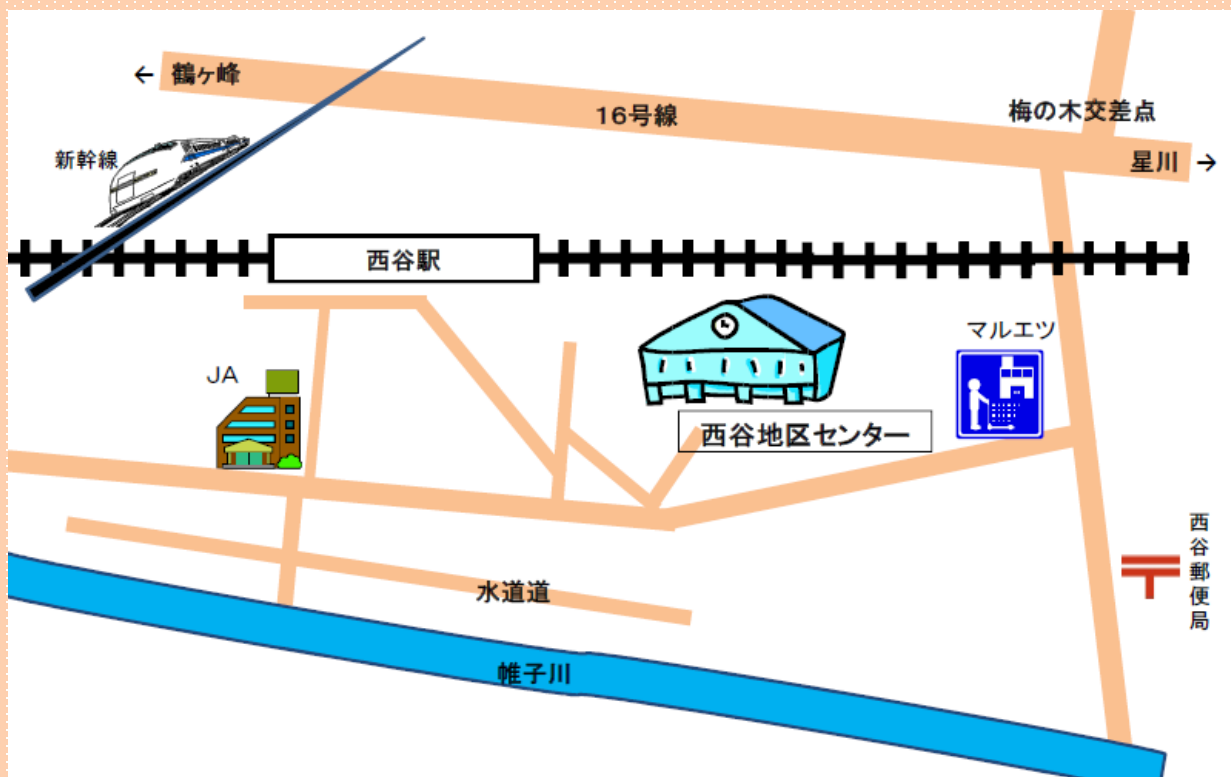 ← 鶴ヶ峰
16号線
梅の木交差点
星川 →
新幹線
西谷駅
マルエツ
JA
西谷地区センター
西谷郵便局
水道道
帷子川